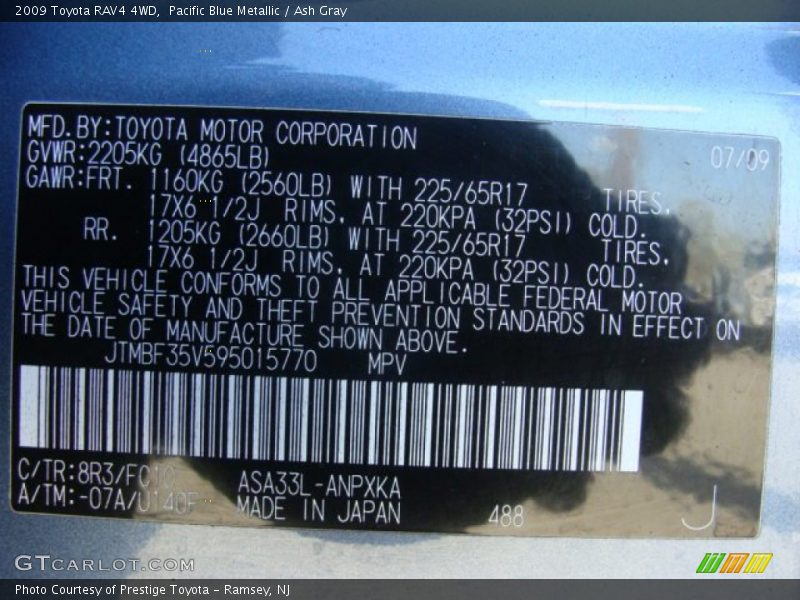 2009 Toyota RAV4 4WD,  Pacific Blue Metallic / Ash Gray
MFD.BY:TOYOTA MOTOR CORPORATION
07/09
GVWR:2205KG (4865LB)
GAWR:FRT. 1160KG (2560LB) WITH 225/65R17 TIRES,
17X6 1/2J RIMS, AT 220KPA (32PSI) COLD.
RR. 1205KG (2660LB) WITH 225/65R17 TIRES,
17X6 1/2J RIMS, AT 220KPA (32PSI) COLD.
THIS VEHICLE CONFORMS TO ALL APPLICABLE FEDERAL MOTOR
VEHICLE SAFETY AND THEFT PREVENTION STANDARDS IN EFFECT ON
THE DATE OF MANUFACTURE SHOWN ABOVE.
JTMBF35V595015770 MPV
C/TR:8R3/FC10 ASA33L-ANPXKA
A/TM:-07A/U140F MADE IN JAPAN 488 J
GTCARLOT.COM
Photo Courtesy of Prestige Toyota - Ramsey, NJ